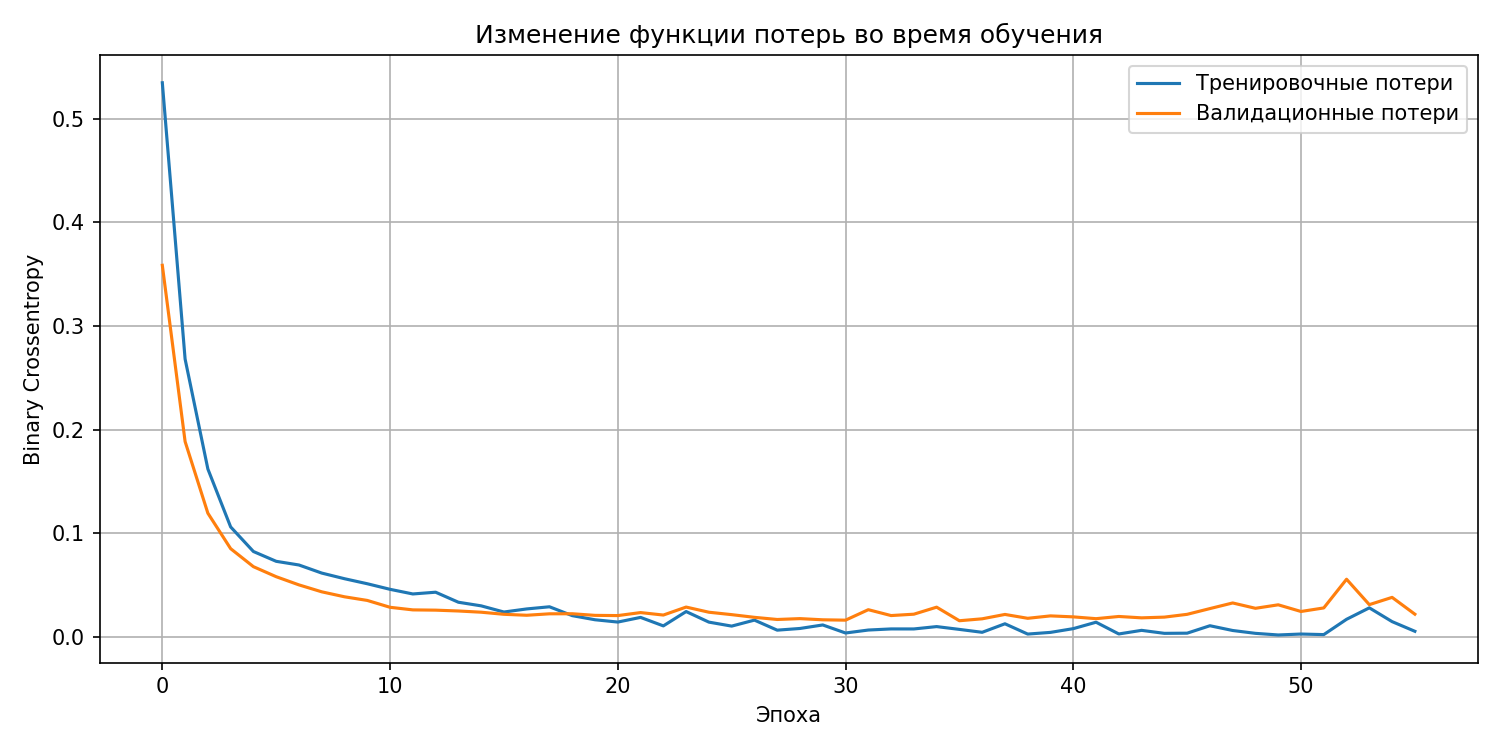 Изменение функции потерь во время обучения
Тренировочные потери
Валидационные потери
Binary Crossentropy
0.5
0.4
0.3
0.2
0.1
0.0
0 10 20 30 40 50
Эпоха